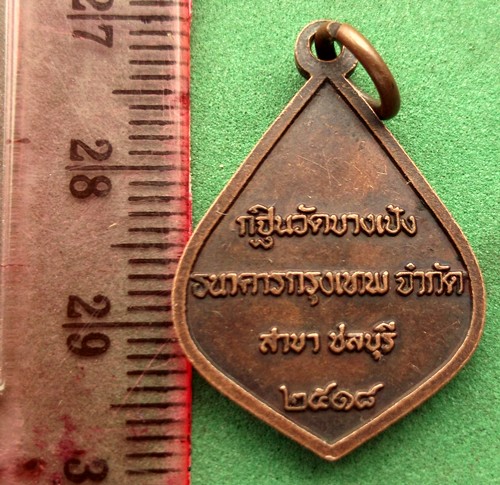 27
28
29
3
กฐินวัดบางเป้ง
ธนาคารกรุงเทพ จำกัด
สาขา ชลบุรี
๒๕๑๘